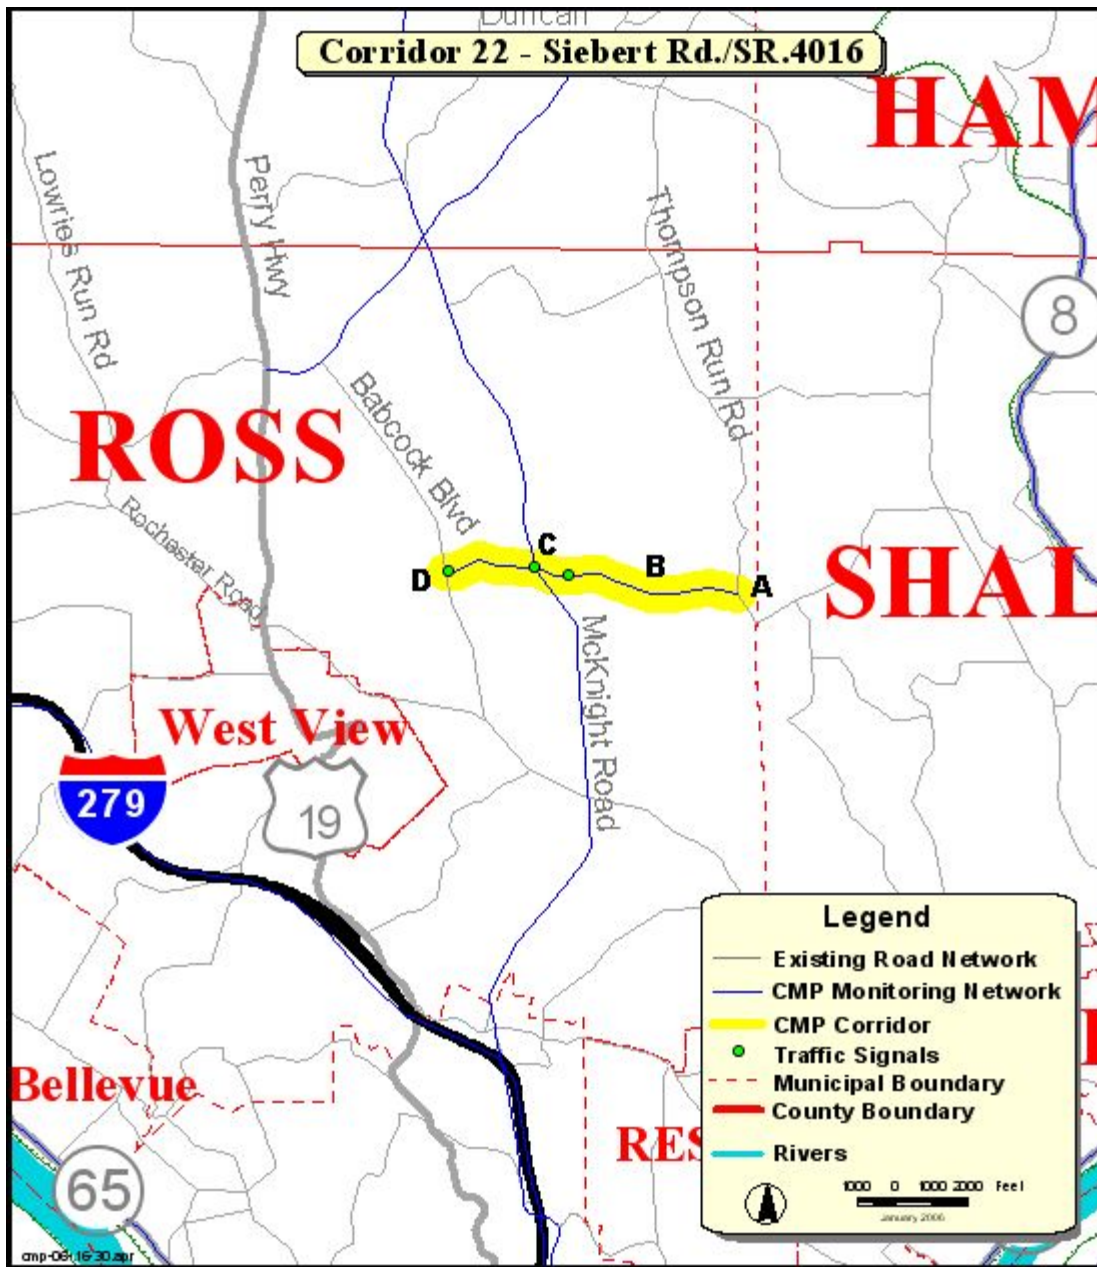 Duncan
Corridor 22 - Siebert Rd./SR.4016
HAM
Lowries Run Rd
Perry Hwy
Thompson Run Rd
8
Babcock Blvd
ROSS
Rochester Road
C
B
D
A
SHAL
McKnight Road
West View
279
19
Legend
Existing Road Network
CMP Monitoring Network
CMP Corridor
Traffic Signals
Municipal Boundary
County Boundary
Rivers
1000 0 1000 2000 Feet
January 2006
Bellevue
RES
65